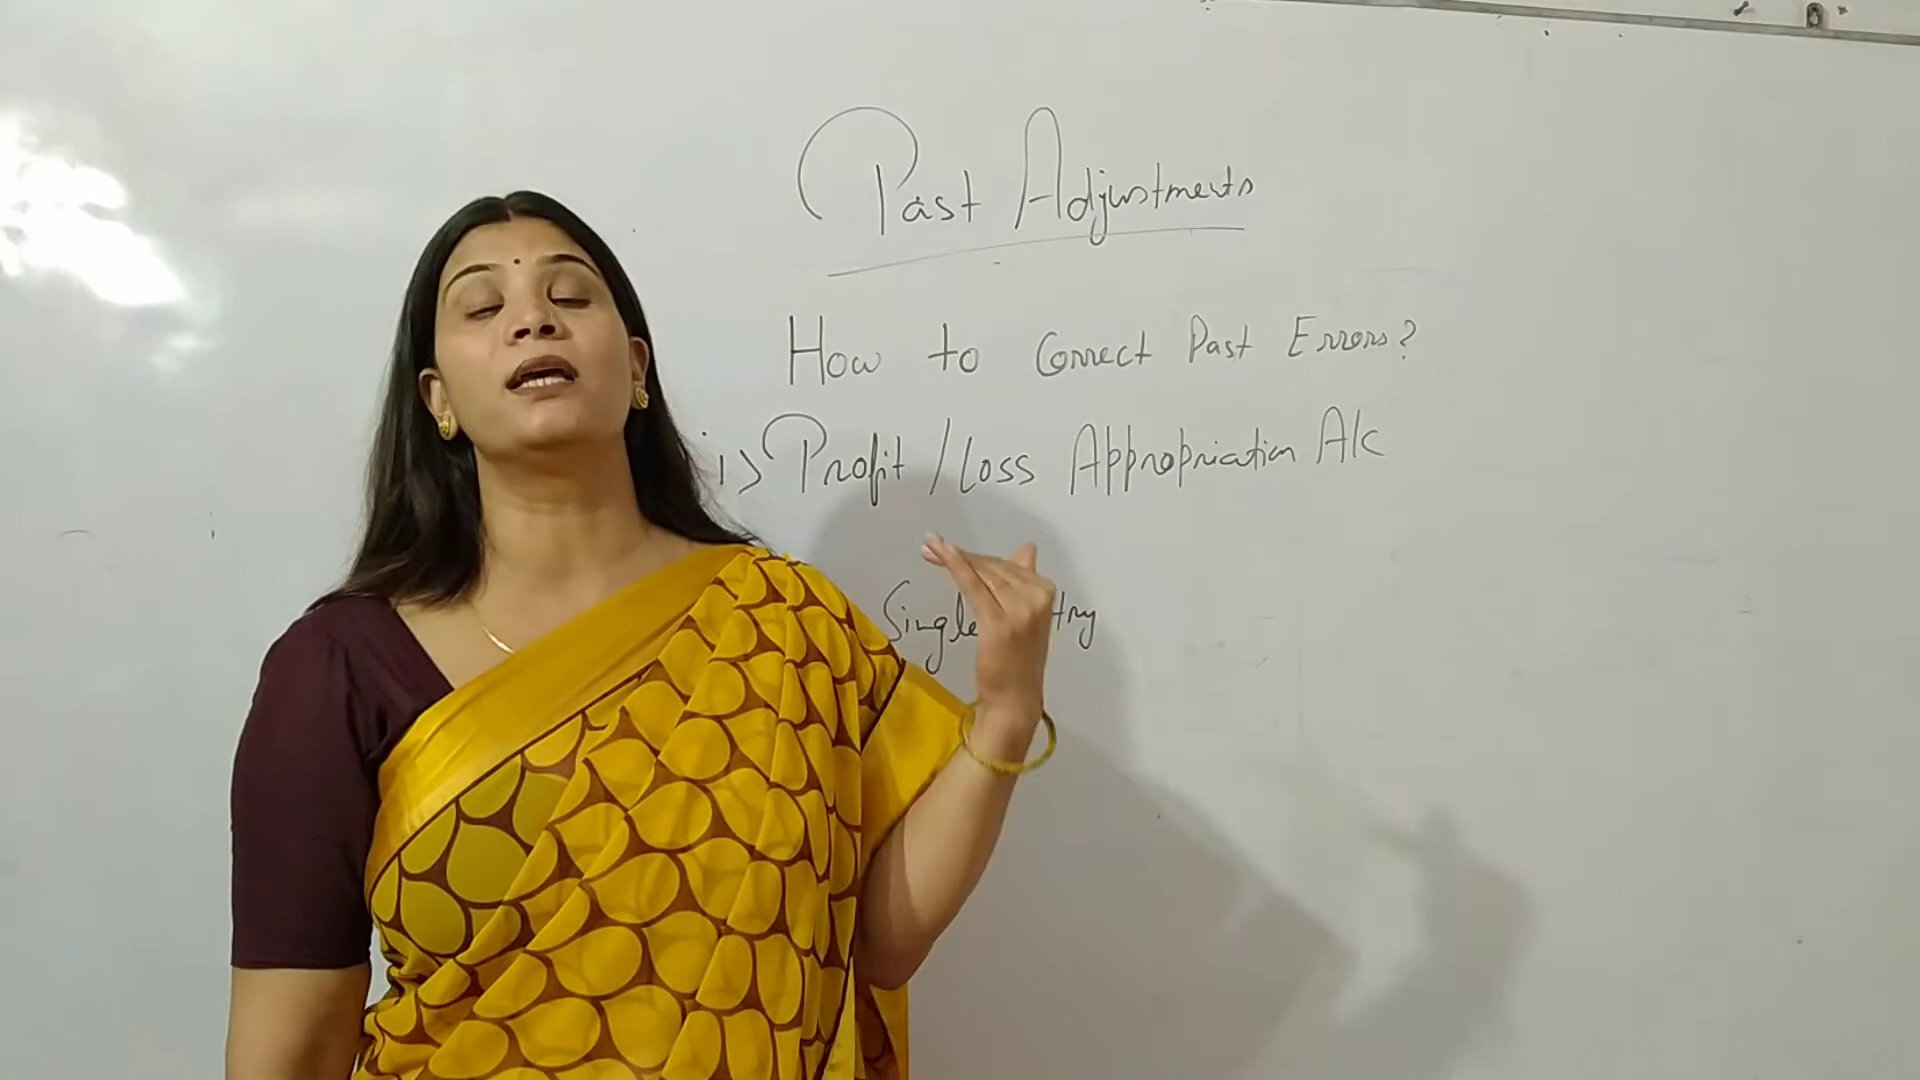 Past Adjustments
How to Correct Past Errors?
i> Profit / Loss Appropriation A/c
Single